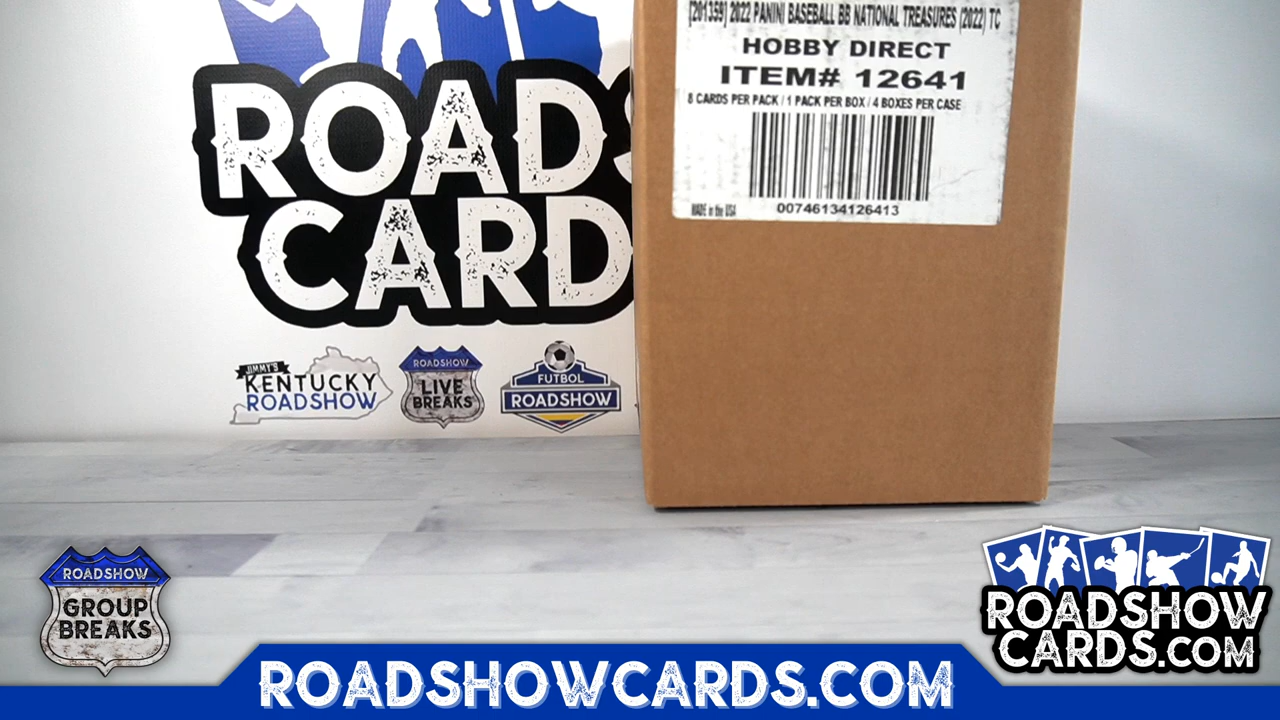 [201359] 2022 PANINI BASEBALL BB NATIONAL TREASURES (2022) TC
HOBBY DIRECT
ITEM# 12641
8 CARDS PER PACK / 1 PACK PER BOX / 4 BOXES PER CASE
MADE in the USA
00746134126413
ROADS
CARD
JIMMY'S
KENTUCKY
ROADSHOW
ROADSHOW
LIVE
BREAKS
FUTBOL
ROADSHOW
ROADSHOW
GROUP
BREAKS
ROADSHOWCARDS.COM
ROADSHOW
CARDS.COM